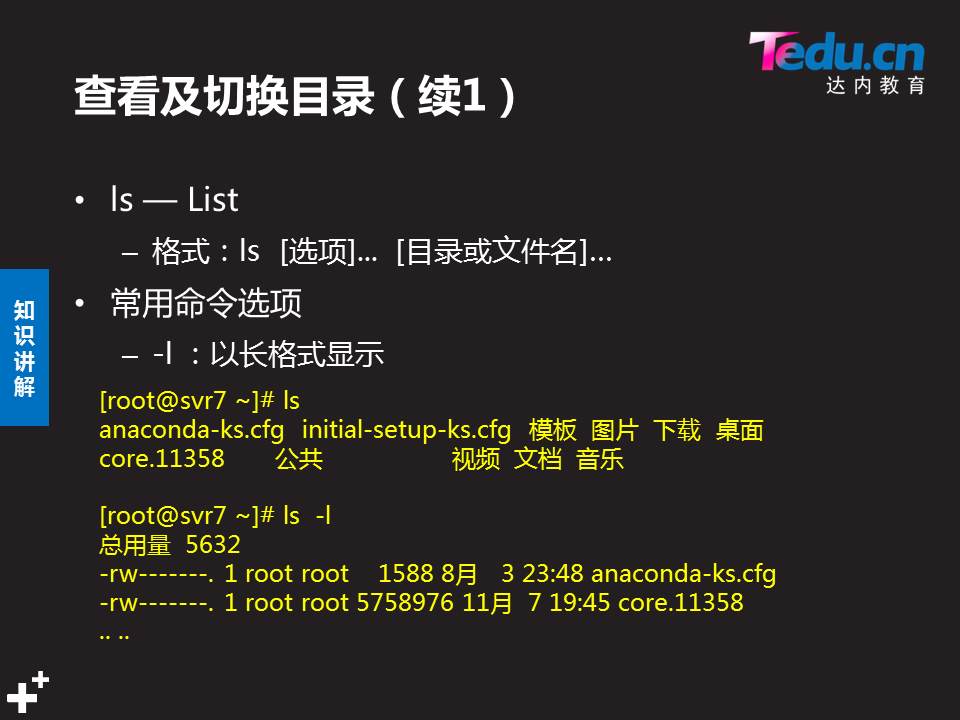 Tedu.cn
达内教育
查看及切换目录（续1）
• ls — List
– 格式：ls [选项]... [目录或文件名]…
• 常用命令选项
– -l ：以长格式显示
知识讲解
[root@svr7 ~]# ls
anaconda-ks.cfg initial-setup-ks.cfg 模板 图片 下载 桌面
core.11358 公共 视频 文档 音乐
[root@svr7 ~]# ls -l
总用量 5632
-rw-------. 1 root root 1588 8月 3 23:48 anaconda-ks.cfg
-rw-------. 1 root root 5758976 11月 7 19:45 core.11358
.. ..